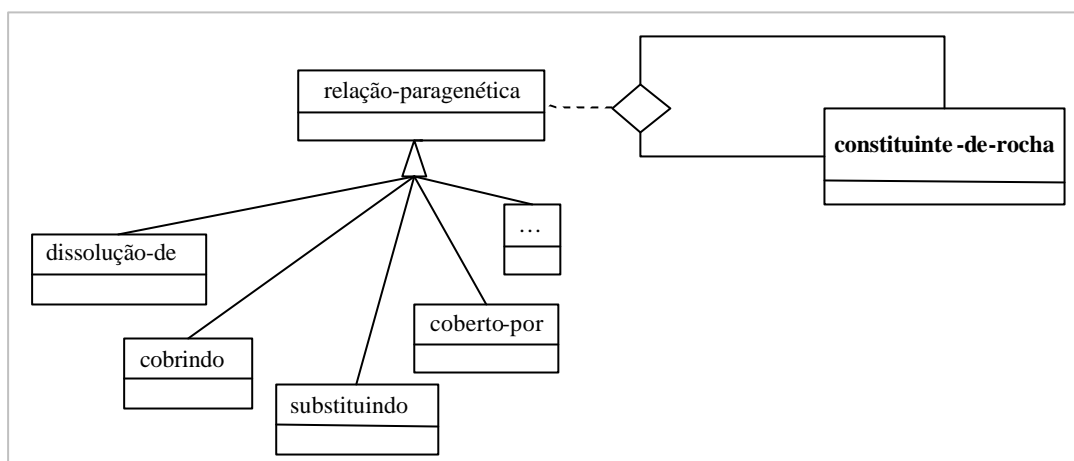 relação-paragenética
constituinte-de-rocha
...
dissolução-de
coberto-por
cobrindo
substituindo